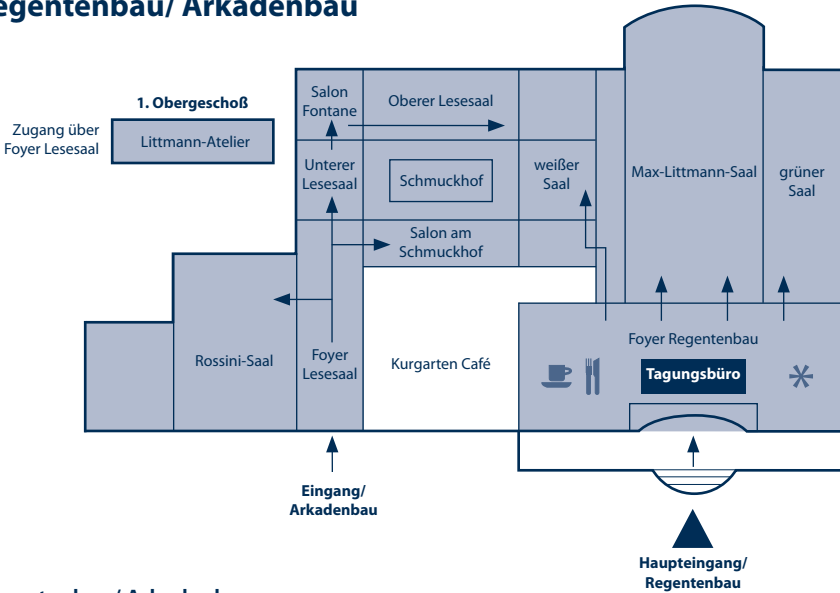 egentenbau/ Arkadenbau
1. Obergeschoß
Zugang über
Foyer Lesesaal
Littmann-Atelier
Salon
Fontane
Oberer Lesesaal
Unterer
Lesesaal
Schmuckhof
weißer
Saal
Max-Littmann-Saal
grüner
Saal
Salon am
Schmuckhof
Rossini-Saal
Foyer
Lesesaal
Kurgarten Café
Foyer Regentenbau
Tagungsbüro
Eingang/
Arkadenbau
Haupteingang/
Regentenbau